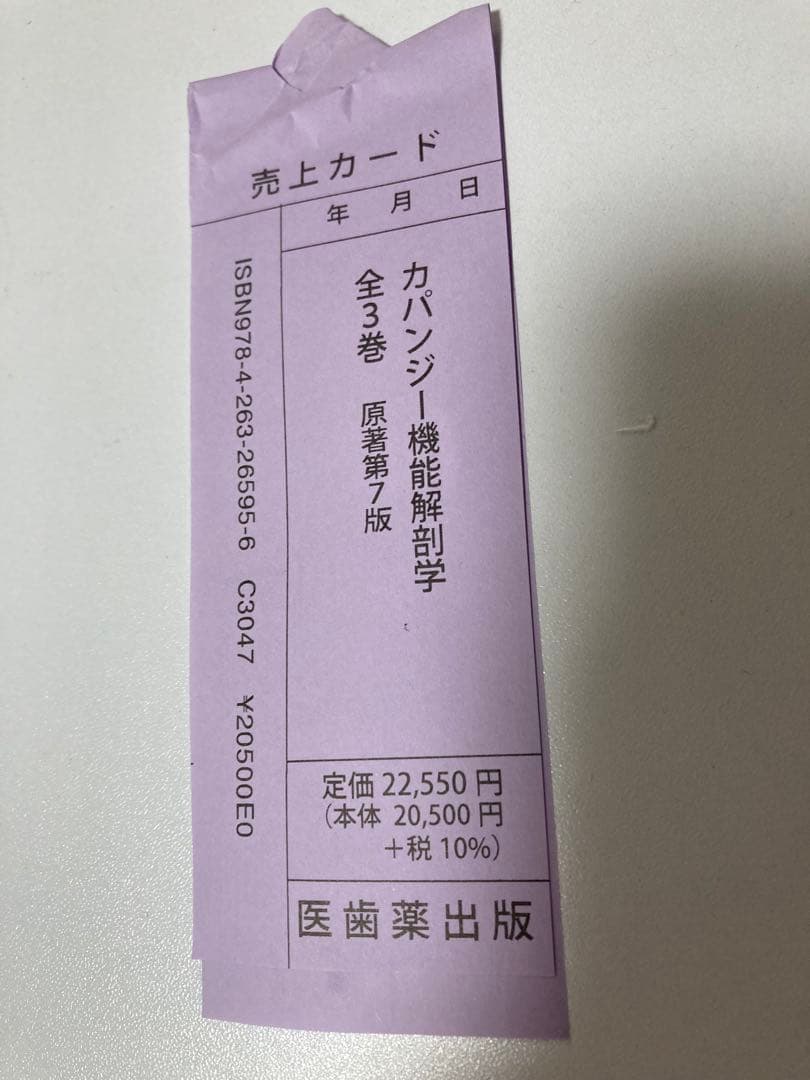 売上カード
年 月 日
カパンジー機能解剖学
全3巻 原著第7版
ISBN978-4-263-26595-6 C3047 ¥20500E0
定価 22,550 円
(本体 20,500 円
+税 10%)
医歯薬出版